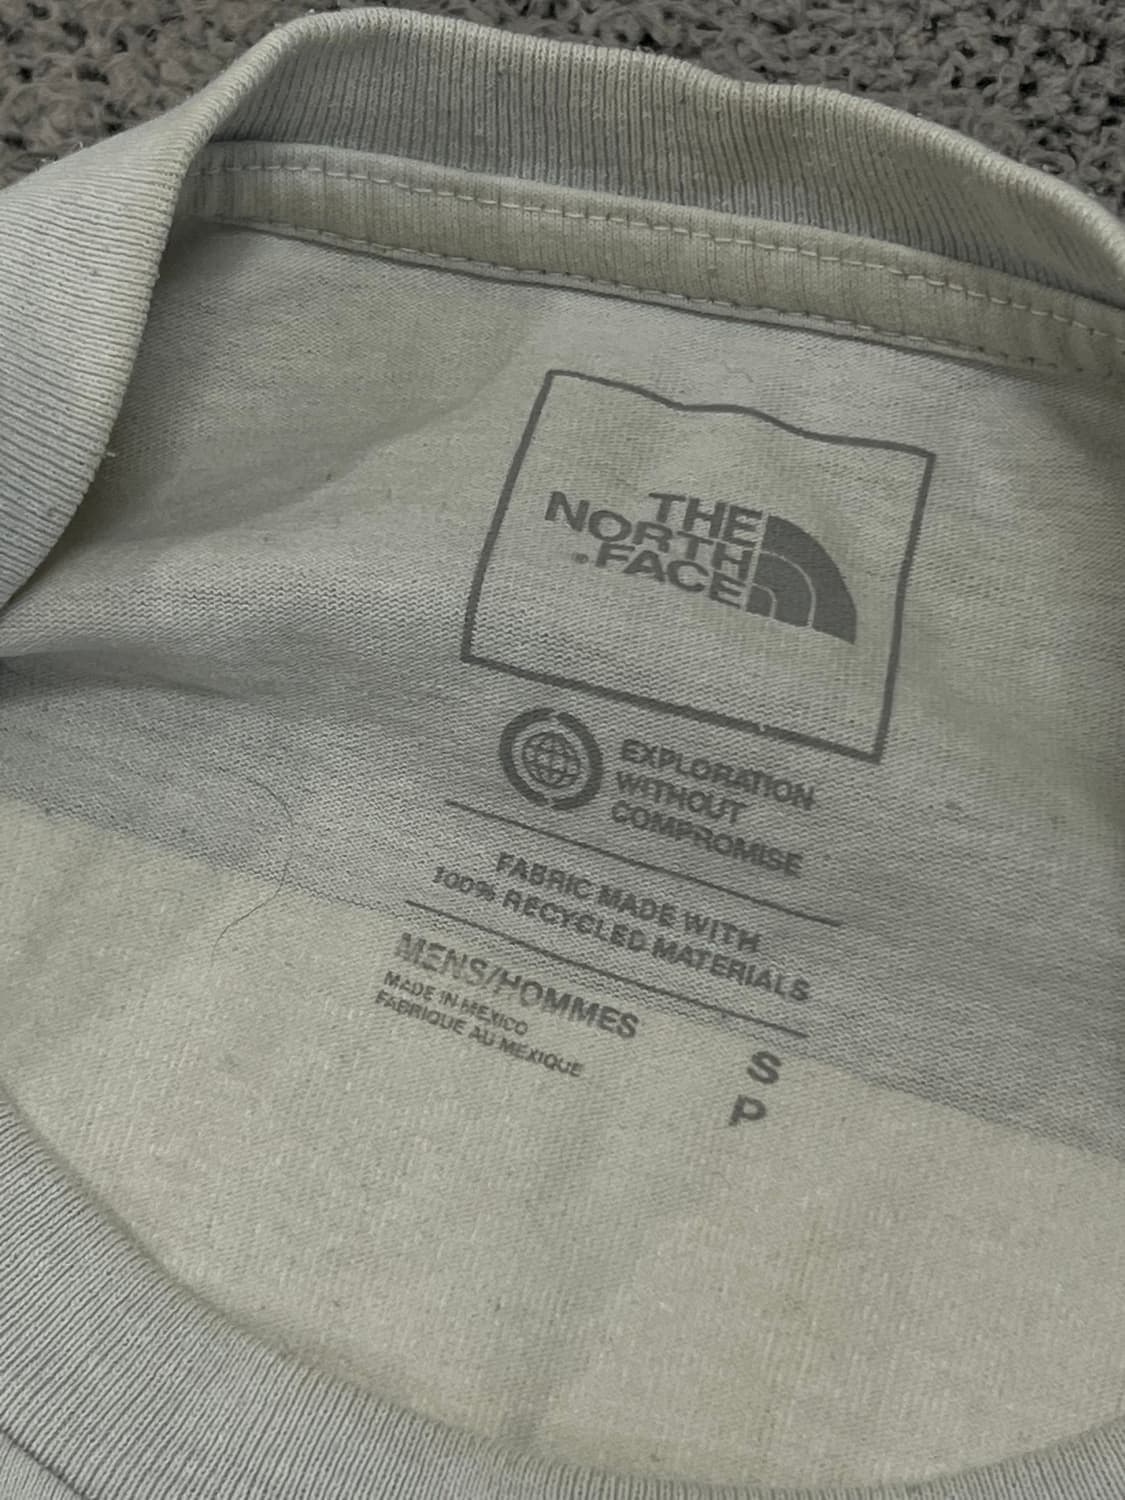 THE
NORTH
FACE
EXPLORATION
WITHOUT
COMPROMISE
FABRIC MADE WITH
100% RECYCLED MATERIALS
MENS/HOMMES
MADE IN MEXICO
FABRIQUE AU MEXIQUE
S
P